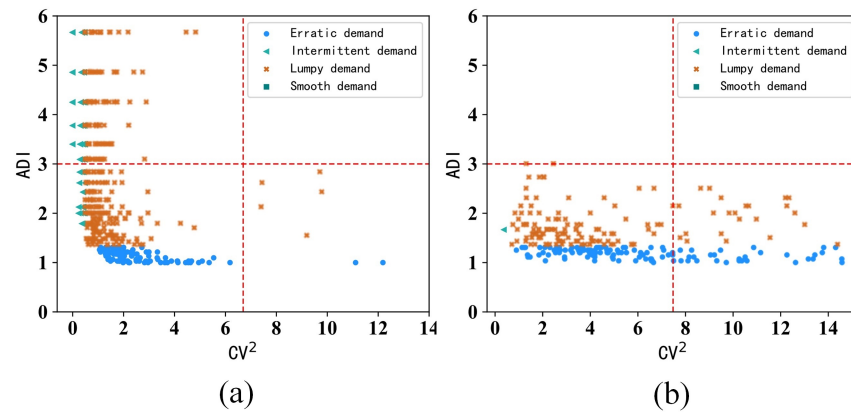 6
5
4
3
2
1
0
ADI
0
2
4
6
8
10
12
14
CV²
Erratic demand
Intermittent demand
Lumpy demand
Smooth demand
(a)
6
5
4
3
2
1
0
ADI
0
2
4
6
8
10
12
14
CV²
Erratic demand
Intermittent demand
Lumpy demand
Smooth demand
(b)